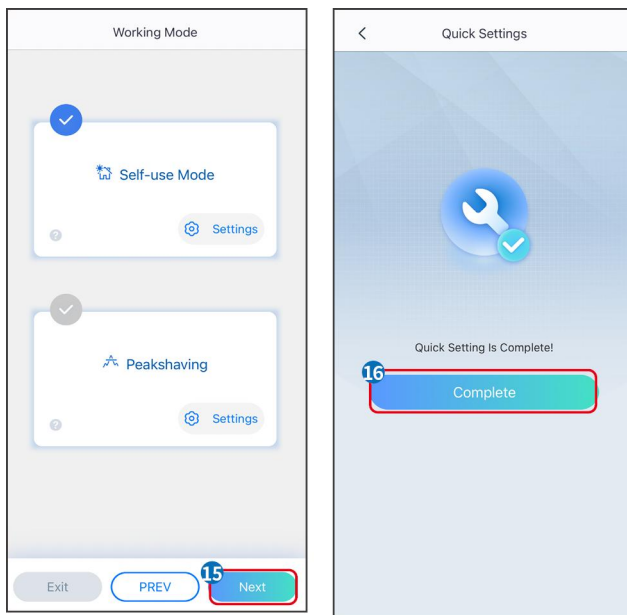 Working Mode
Self-use Mode
? Settings
Peakshaving
? Settings
15
Exit PREV Next
Quick Settings
Quick Setting Is Complete!
16
Complete